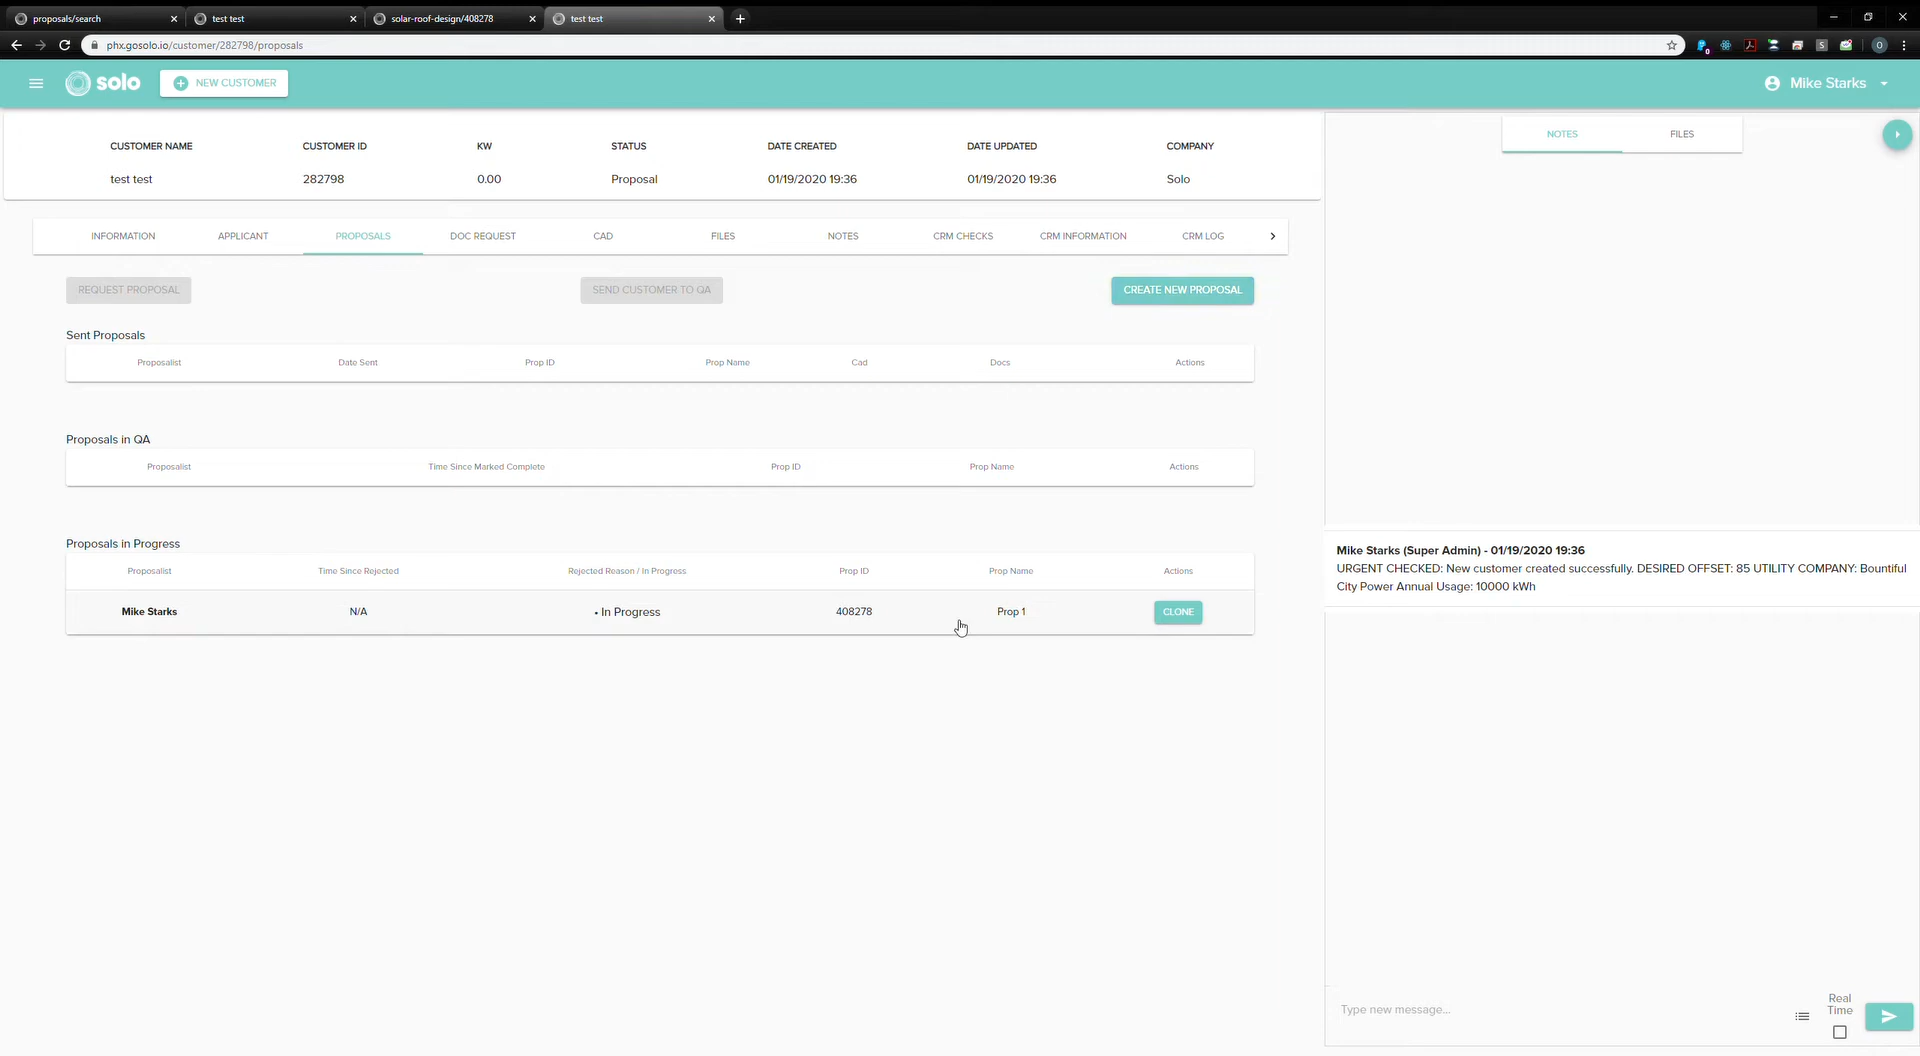 proposals/search
test test
solar-roof-design/408278
test test
phx.gosolo.io/customer/282798/proposals
solo
NEW CUSTOMER
Mike Starks
CUSTOMER NAME CUSTOMER ID KW STATUS DATE CREATED DATE UPDATED COMPANY
test test 282798 0.00 Proposal 01/19/2020 19:36 01/19/2020 19:36 Solo
NOTES FILES
INFORMATION APPLICANT PROPOSALS DOC REQUEST CAD FILES NOTES CRM CHECKS CRM INFORMATION CRM LOG
REQUEST PROPOSAL SEND CUSTOMER TO QA CREATE NEW PROPOSAL
Sent Proposals
Proposalist Date Sent Prop ID Prop Name Cad Docs Actions
Proposals in QA
Proposalist Time Since Marked Complete Prop ID Prop Name Actions
Proposals in Progress
Proposalist Time Since Rejected Rejected Reason / In Progress Prop ID Prop Name Actions
Mike Starks N/A • In Progress 408278 Prop 1 CLONE
Mike Starks (Super Admin) - 01/19/2020 19:36
URGENT CHECKED: New customer created successfully. DESIRED OFFSET: 85 UTILITY COMPANY: Bountiful
City Power Annual Usage: 10000 kWh
Type new message...
Real
Time